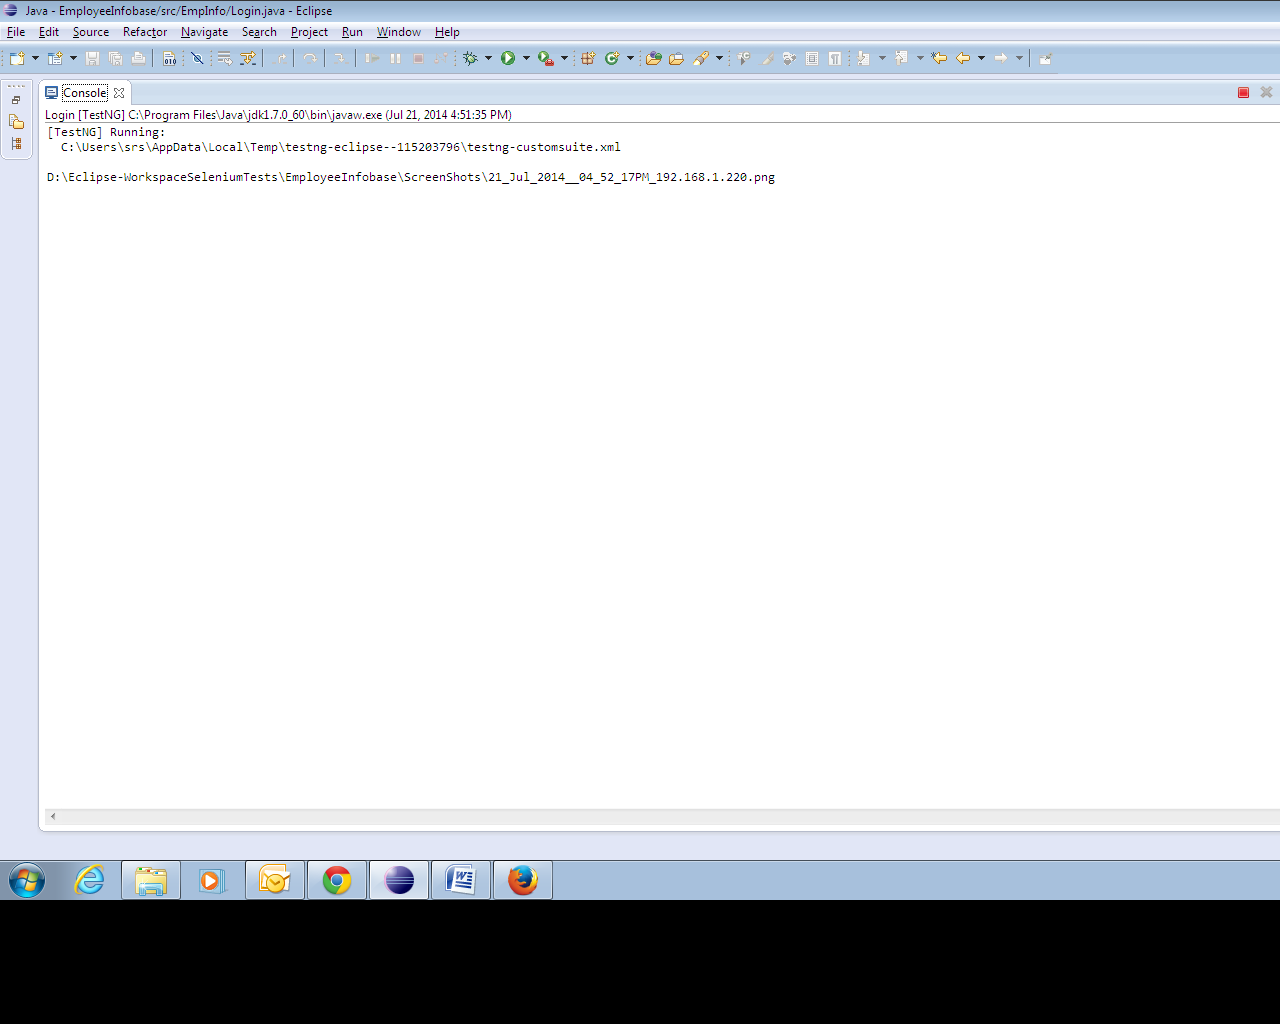 Java - EmployeeInfobase/src/EmpInfo/Login.java - Eclipse
File Edit Source Refactor Navigate Search Project Run Window Help
010
Console
Login [TestNG] C:\Program Files\Java\jdk1.7.0_60\bin\javaw.exe (Jul 21, 2014 4:51:35 PM)
[TestNG] Running:
C:\Users\srs\AppData\Local\Temp\testng-eclipse--115203796\testng-customsuite.xml
D:\Eclipse-WorkspaceSeleniumTests\EmployeeInfobase\ScreenShots\21_Jul_2014__04_52_17PM_192.168.1.220.png